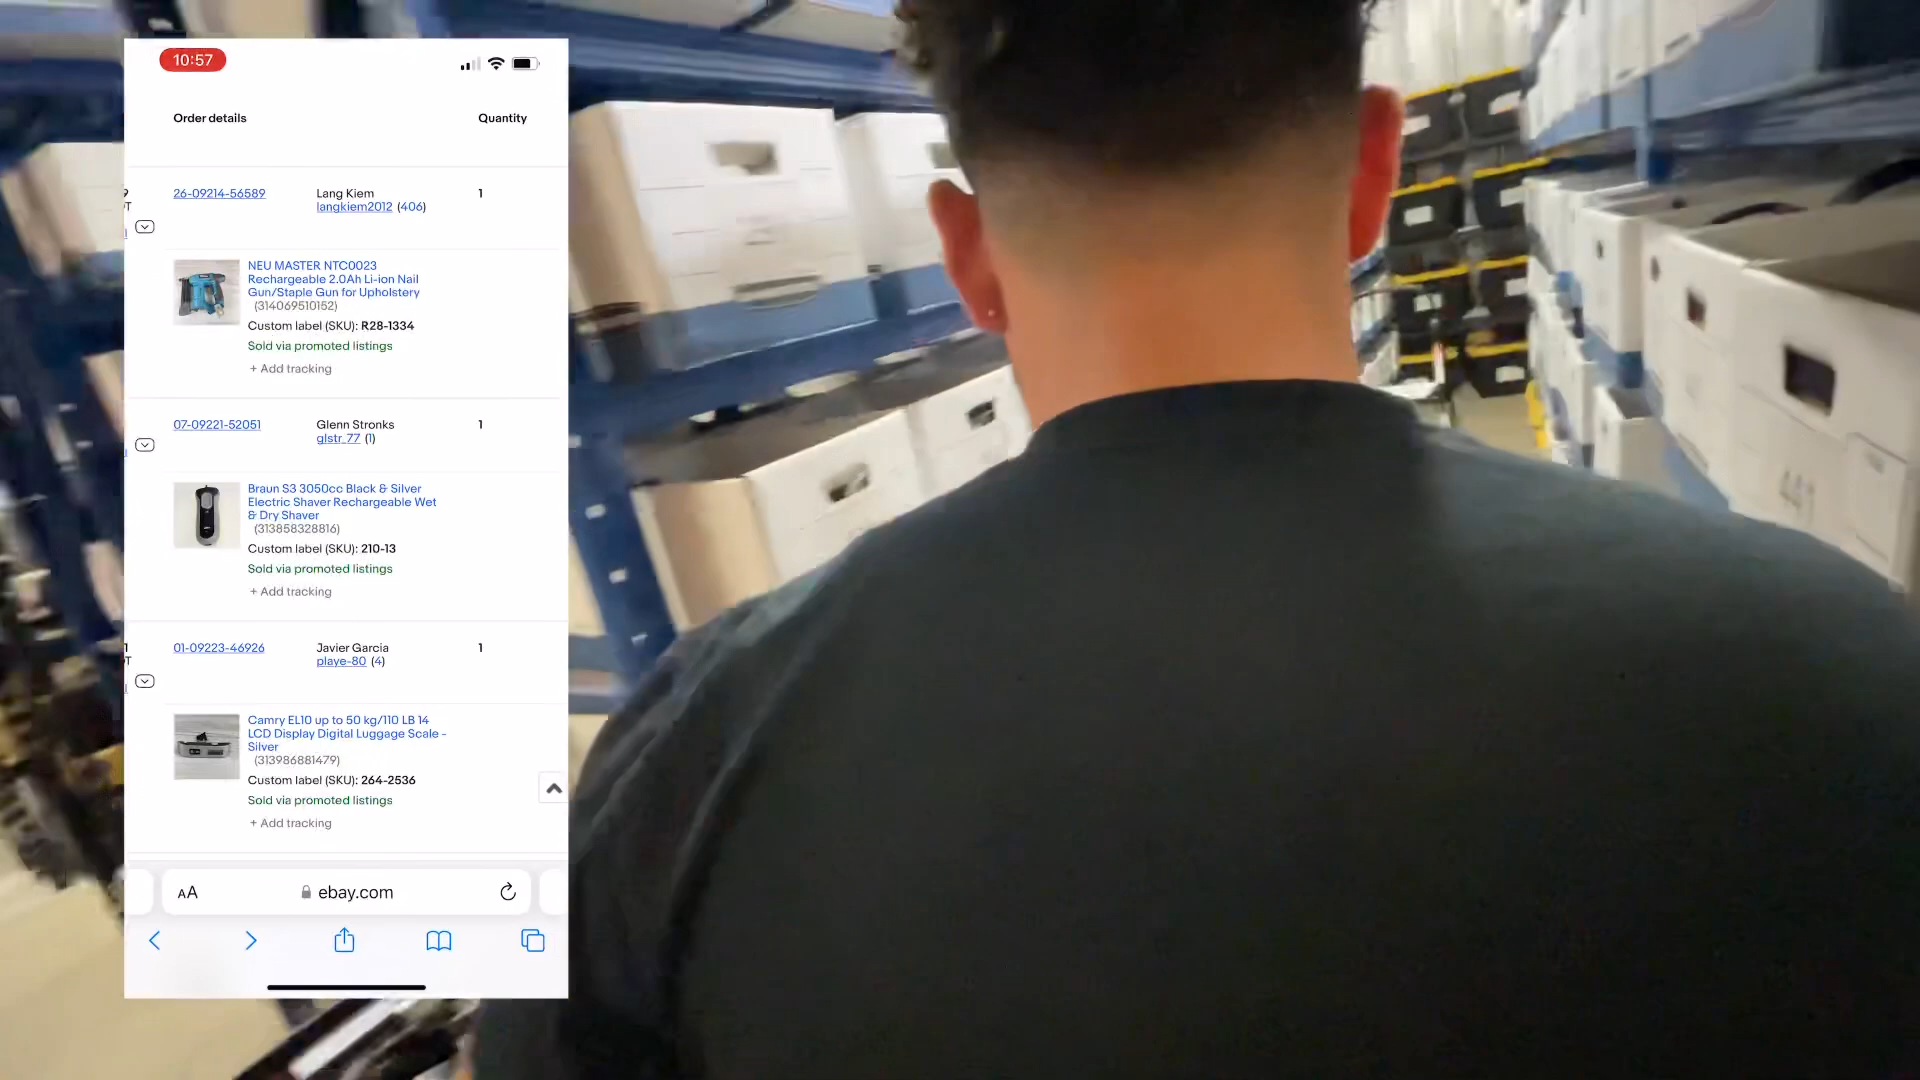 10:57
Order details Quantity
26-09214-56589 Lang Kiem 1
langkiem2012 (406)
NEU MASTER NTC0023
Rechargeable 2.0Ah Li-ion Nail
Gun/Staple Gun for Upholstery
(314069510152)
Custom label (SKU): R28-1334
Sold via promoted listings
+ Add tracking
07-09221-52051 Glenn Stronks 1
glstr_77 (1)
Braun S3 3050cc Black & Silver
Electric Shaver Rechargeable Wet
& Dry Shaver
(313858328816)
Custom label (SKU): 210-13
Sold via promoted listings
+ Add tracking
01-09223-46926 Javier Garcia 1
playe-80 (4)
Camry EL10 up to 50 kg/110 LB 14
LCD Display Digital Luggage Scale -
Silver
(313986881479)
Custom label (SKU): 264-2536
Sold via promoted listings
+ Add tracking
AA ebay.com
441